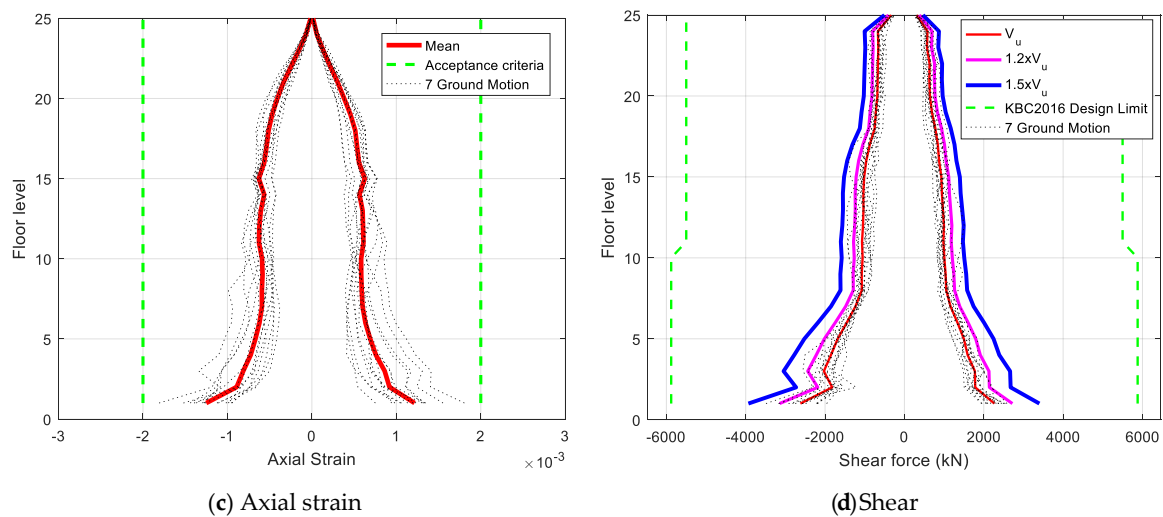 25
20
15
10
5
0
Floor level
-3
-2
-1
0
1
2
3
Axial Strain
×10⁻³
Mean
Acceptance criteria
7 Ground Motion
(c) Axial strain
25
20
15
10
5
0
Floor level
-6000
-4000
-2000
0
2000
4000
6000
Shear force (kN)
Vu
1.2xVu
1.5xVu
KBC2016 Design Limit
7 Ground Motion
(d)Shear